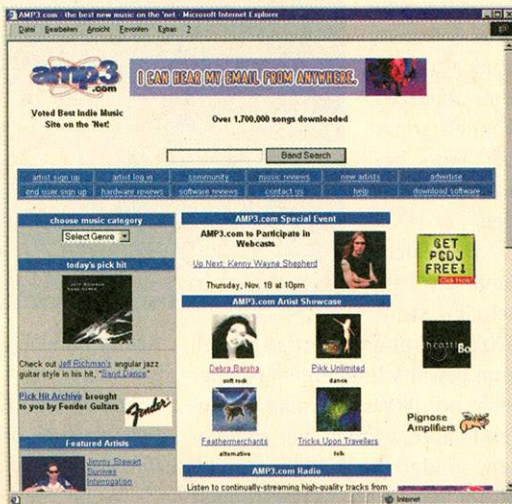 AMP3.com - the best new music on the 'net - Microsoft Internet Explorer
Datei Bearbeiten Ansicht Favoriten Extras ?
amp3
.com
I CAN HEAR MY EMAIL FROM ANYWHERE.
Voted Best Indie Music
Site on the 'Net!
Over 1,700,000 songs downloaded
Band Search
artist sign up artist log in community music reviews new artists advertise
end user sign up hardware reviews software reviews contact us help download software
choose music category
Select Genre
today's pick hit
Check out Jeff Richman's angular jazz
guitar style in his hit, "Sand Dance"
Pick Hit Archive brought
to you by Fender Guitars
Fender
Featured Artists
Jimmy Stewart
Interrogation
AMP3.com Special Event
AMP3.com to Participate in
Webcasts
Up Next: Kenny Wayne Shepherd
Thursday, Nov. 18 at 10pm
AMP3.com Artist Showcase
Debra Barsha
soft rock
Pikk Unlimited
dance
Feathermerchants
alternative
Tricks Upon Travellers
folk
AMP3.com Radio
Listen to continually-streaming high-quality tracks from
GET
PCDJ
FREE!
Click Here!
Pignose
Amplifiers
Internet